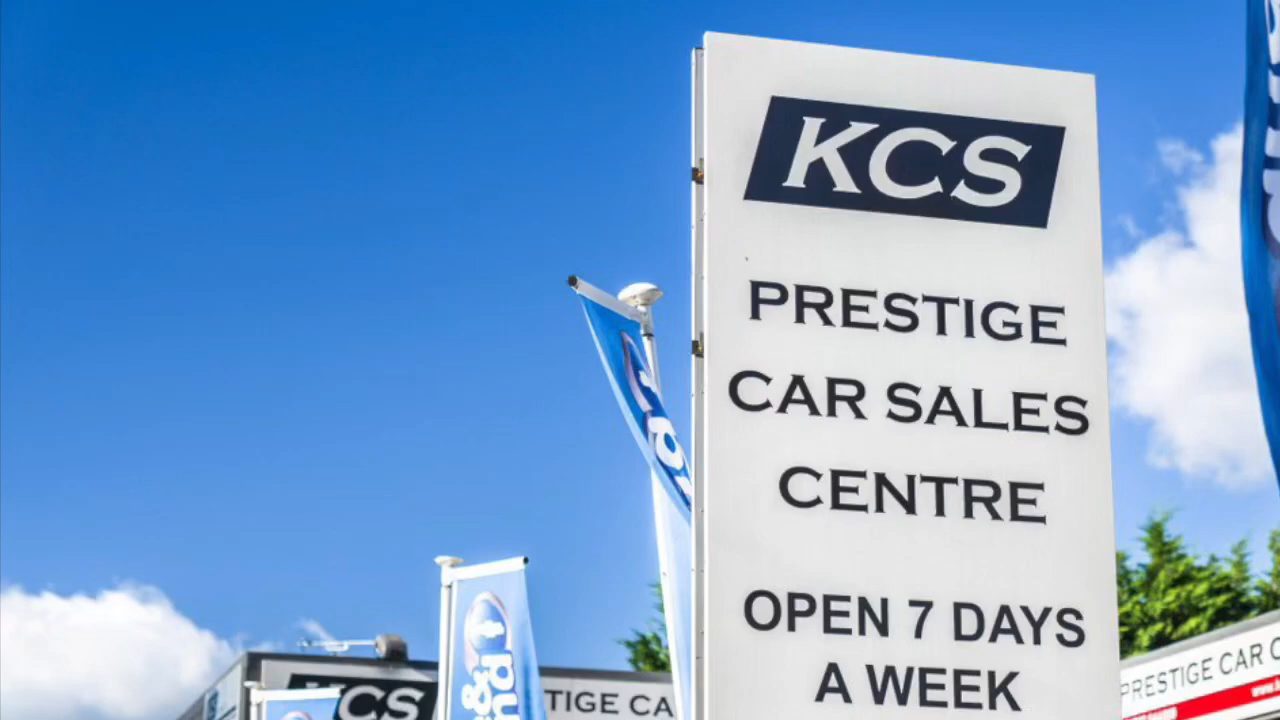 KCS
PRESTIGE
CAR SALES
CENTRE
OPEN 7 DAYS
A WEEK
KCS
TIGE CA
PRESTIGE CAR C